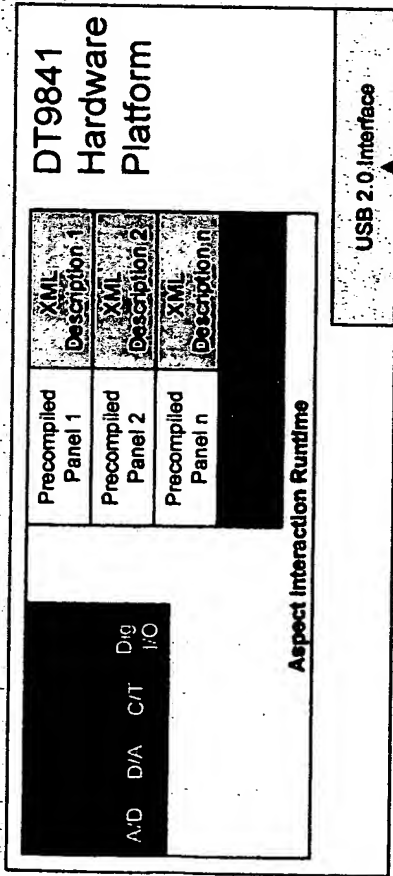 DT9841
Hardware
Platform
XML
Description 1
XML
Description 2
XML
Description n
Precompiled
Panel 1
Precompiled
Panel 2
Precompiled
Panel n
A/D D/A C/T Dig
I/O
Aspect Interaction Runtime
USB 2.0 Interface